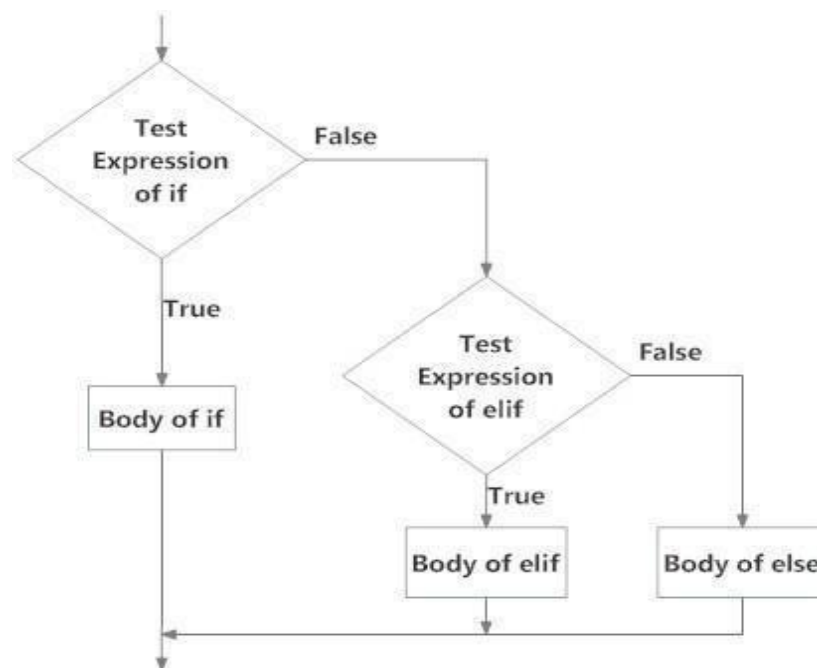 Test
Expression
of if
False
True
Body of if
Test
Expression
of elif
False
True
Body of elif
Body of else